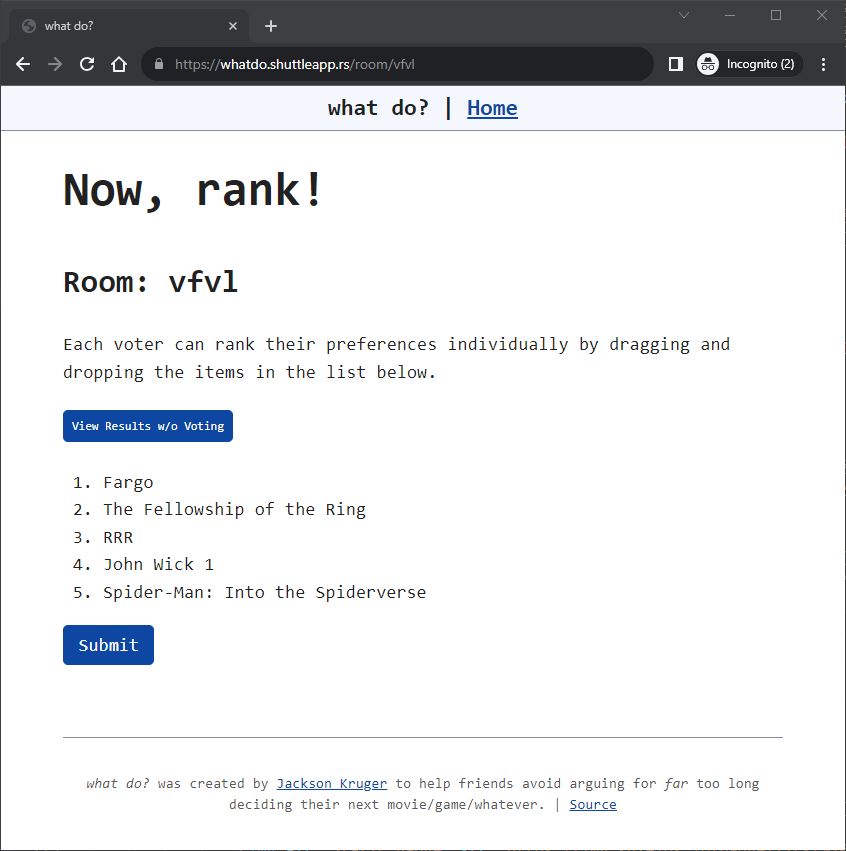 what do?
https://whatdo.shuttleapp.rs/room/vfvl
Incognito (2)
what do? | Home
Now, rank!
Room: vfvl
Each voter can rank their preferences individually by dragging and
dropping the items in the list below.
View Results w/o Voting
1. Fargo
2. The Fellowship of the Ring
3. RRR
4. John Wick 1
5. Spider-Man: Into the Spiderverse
Submit
what do? was created by Jackson Kruger to help friends avoid arguing for far too long
deciding their next movie/game/whatever. | Source